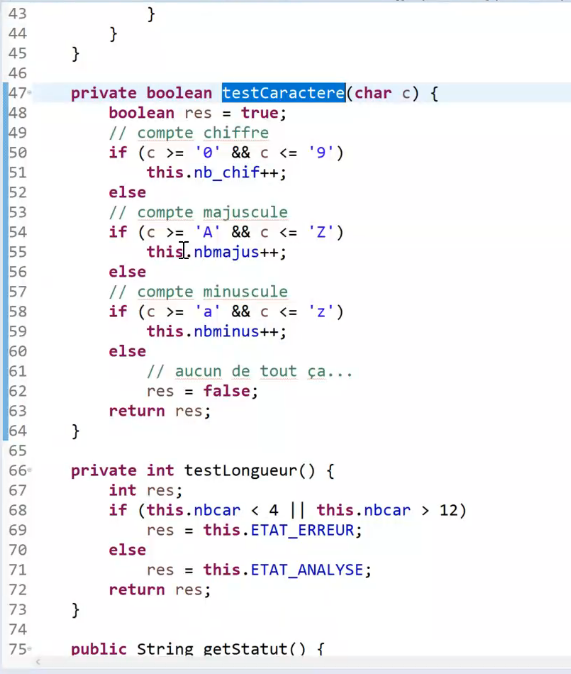 43 }
44 }
45 }
46
47 private boolean testCaractere(char c) {
48 boolean res = true;
49 // compte chiffre
50 if (c >= '0' && c <= '9')
51 this.nb_chif++;
52 else
53 // compte majuscule
54 if (c >= 'A' && c <= 'Z')
55 this.nbmajus++;
56 else
57 // compte minuscule
58 if (c >= 'a' && c <= 'z')
59 this.nbminus++;
60 else
61 // aucun de tout ça...
62 res = false;
63 return res;
64 }
65
66 private int testLongueur() {
67 int res;
68 if (this.nbcar < 4 || this.nbcar > 12)
69 res = this.ETAT_ERREUR;
70 else
71 res = this.ETAT_ANALYSE;
72 return res;
73 }
74
75 public String getStatut() {